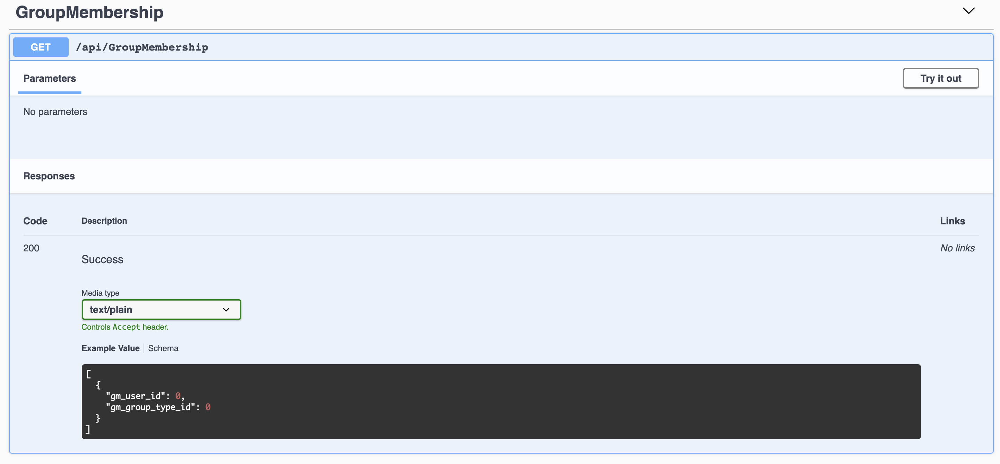 GroupMembership
GET /api/GroupMembership
Parameters
Try it out
No parameters
Responses
Code Description Links
200 Success No links
Media type
text/plain
Controls Accept header.
Example Value | Schema
[
  {
    "gm_user_id": 0,
    "gm_group_type_id": 0
  }
]